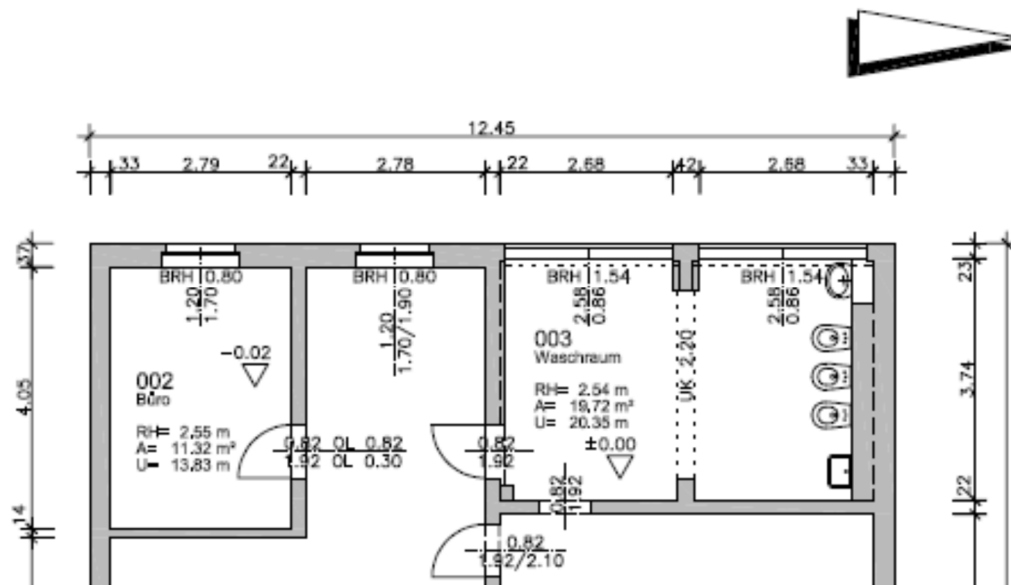 12.45
33 2.79 22 2.78 22 2.68 42 2.68 33
37
4.05
14
BRH 0.80
1.20
1.70
BRH 0.80
1.20
1.70/1.90
BRH 1.54
2.58
0.86
BRH 1.54
2.58
0.86
-0.02
002
Büro
RH= 2.55 m
A= 11.32 m²
U= 13.83 m
003
Waschraum
RH= 2.54 m
A= 19.72 m²
U= 20.35 m
±0.00
UK 2.20
0.82 OL 0.82
1.92 OL 0.30
0.82
1.92
0.82
1.92
0.82
1.92/2.10
23
3.74
22